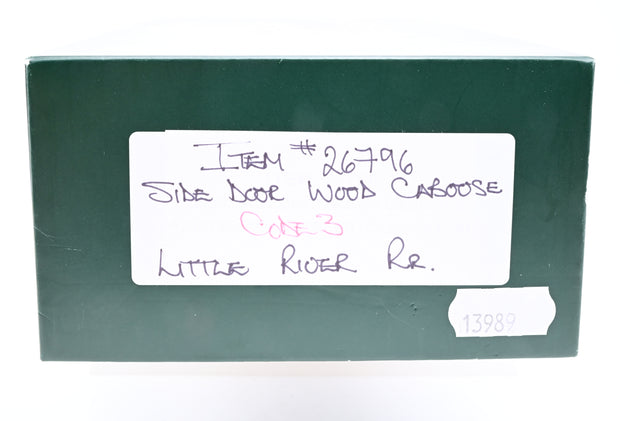 ITEM # 26796
SIDE DOOR WOOD CABOOSE
CODE 3
LITTLE RIVER RR.
13989